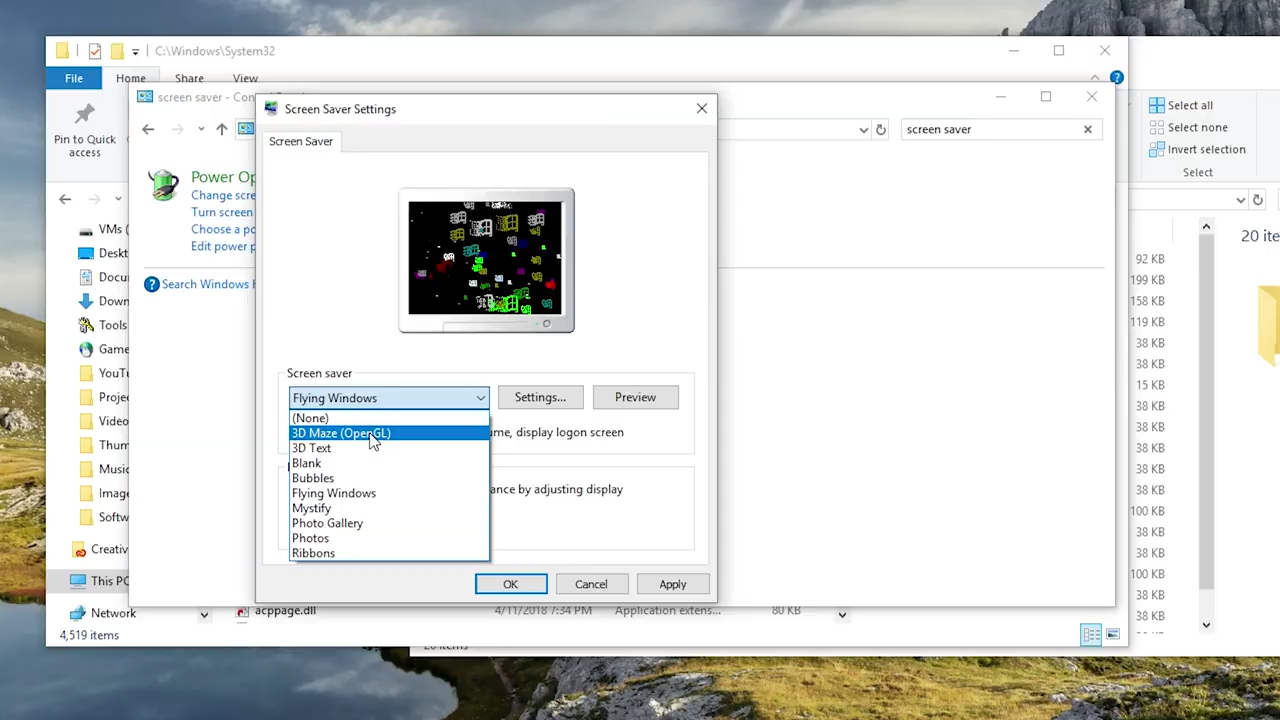 C:\Windows\System32
File
Home
Share
View
Pin to Quick
access
screen saver - Con
screen saver
Select all
Select none
Invert selection
Select
Power Op
Change scre
Turn screen
Choose a po
Edit power p
Search Windows H
VMs (
Deskt
Docu
Down
Tools
Game
YouTu
Projec
Video
Thum
Music
Image
Softw
Creativ
This PC
Network
4,519 items
Screen Saver Settings
Screen Saver
Screen saver
Flying Windows
Settings...
Preview
(None)
3D Maze (OpenGL)
3D Text
Blank
Bubbles
Flying Windows
Mystify
Photo Gallery
Photos
Ribbons
ume, display logon screen
ance by adjusting display
OK
Cancel
Apply
acppage.dll
4/11/2018 7:34 PM
Application extens...
80 KB
20 ite
92 KB
199 KB
158 KB
119 KB
38 KB
38 KB
15 KB
38 KB
38 KB
38 KB
38 KB
38 KB
100 KB
38 KB
38 KB
100 KB
38 KB
38 KB
20 items